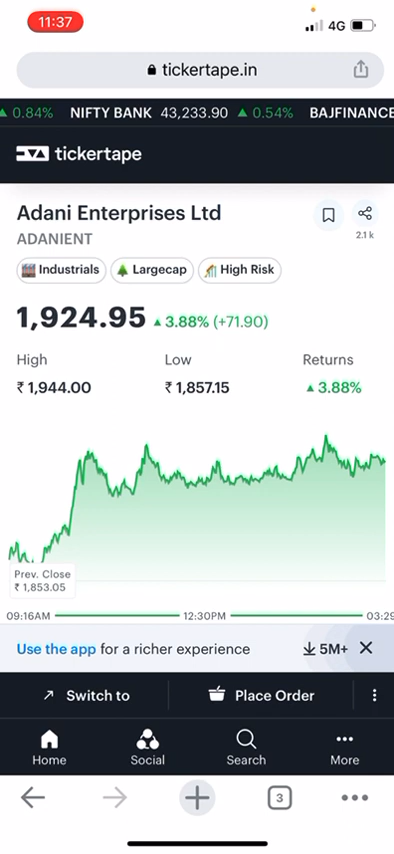 11:37
4G
tickertape.in
▲ 0.84% NIFTY BANK 43,233.90 ▲ 0.54% BAJFINANCE
tickertape
Adani Enterprises Ltd
ADANIENT
2.1 k
Industrials Largecap High Risk
1,924.95 ▲ 3.88% (+71.90)
High Low Returns
₹ 1,944.00 ₹ 1,857.15 ▲ 3.88%
Prev. Close
₹ 1,853.05
09:16AM 12:30PM 03:29
Use the app for a richer experience 5M+
Switch to Place Order
Home Social Search More
3